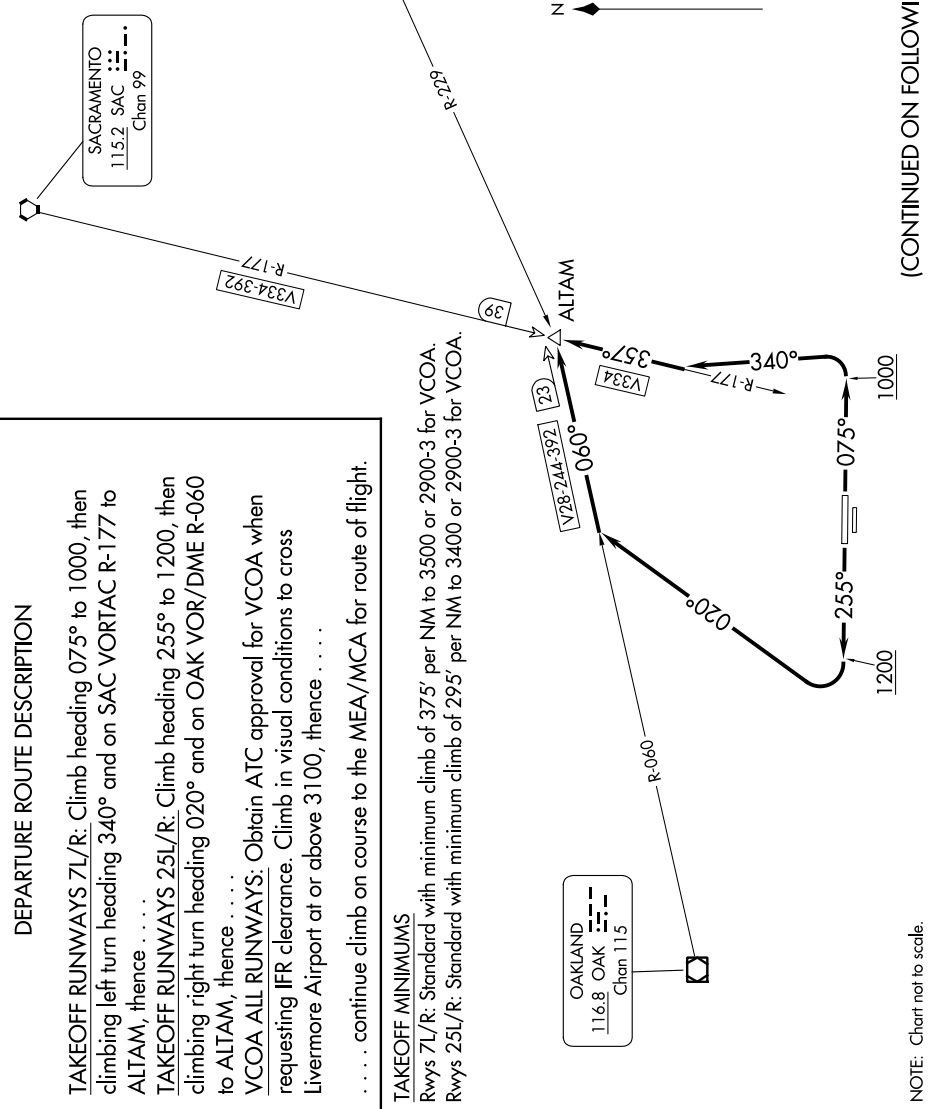 DEPARTURE ROUTE DESCRIPTION
TAKEOFF RUNWAYS 7L/R: Climb heading 075° to 1000, then
climbing left turn heading 340° and on SAC VORTAC R-177 to
ALTAM, thence . . . .
TAKEOFF RUNWAYS 25L/R: Climb heading 255° to 1200, then
climbing right turn heading 020° and on OAK VOR/DME R-060
to ALTAM, thence . . . .
VCOA ALL RUNWAYS: Obtain ATC approval for VCOA when
requesting IFR clearance. Climb in visual conditions to cross
Livermore Airport at or above 3100, thence . . . .
. . . . continue climb on course to the MEA/MCA for route of flight.
TAKEOFF MINIMUMS
Rwys 7L/R: Standard with minimum climb of 375' per NM to 3500 or 2900-3 for VCOA.
Rwys 25L/R: Standard with minimum climb of 295' per NM to 3400 or 2900-3 for VCOA.
SACRAMENTO
115.2 SAC
Chan 99
R-229
N
R-177
V334-392
39
ALTAM
23
V28-244-392
060°
357°
V334
R-177
340°
020°
R-060
075°
255°
1000
1200
OAKLAND
116.8 OAK
Chan 115
NOTE: Chart not to scale.
(CONTINUED ON FOLLOWI